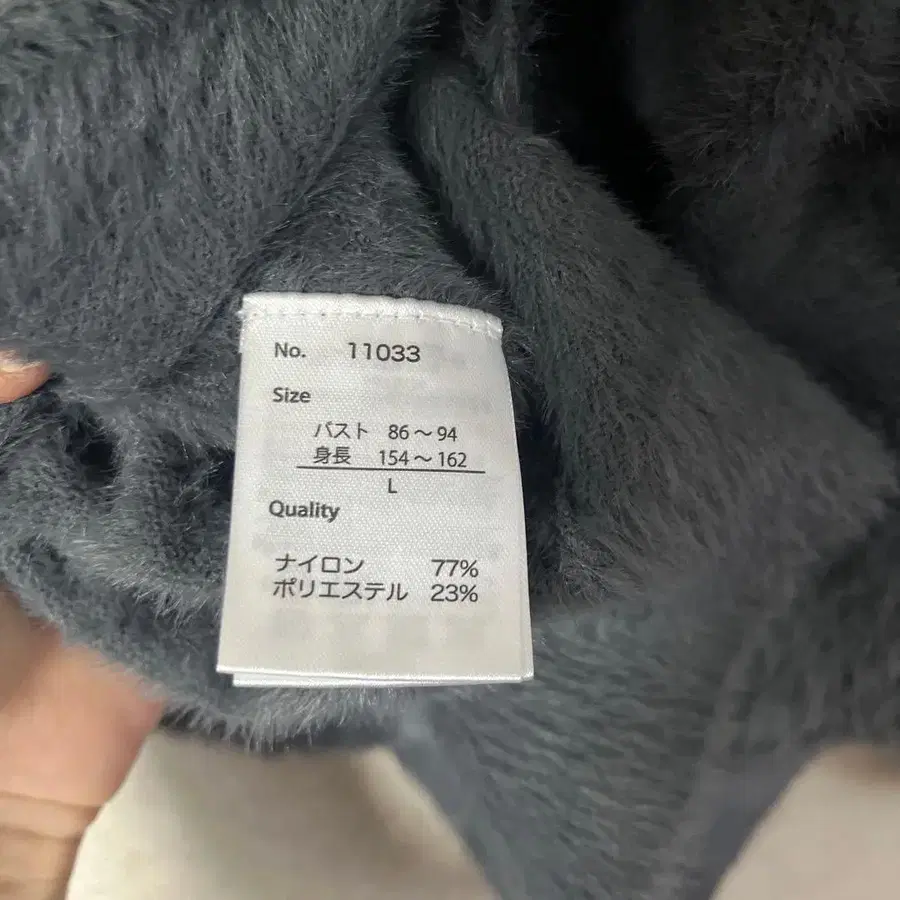 No. 11033
Size
バスト 86～94
身長 154～162
L
Quality
ナイロン 77%
ポリエステル 23%